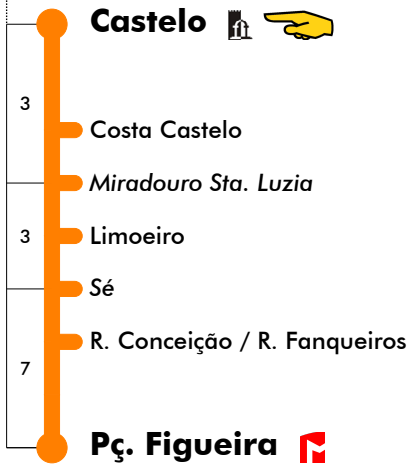 Castelo
3
Costa Castelo
Miradouro Sta. Luzia
3
Limoeiro
Sé
R. Conceição / R. Fanqueiros
7
Pç. Figueira